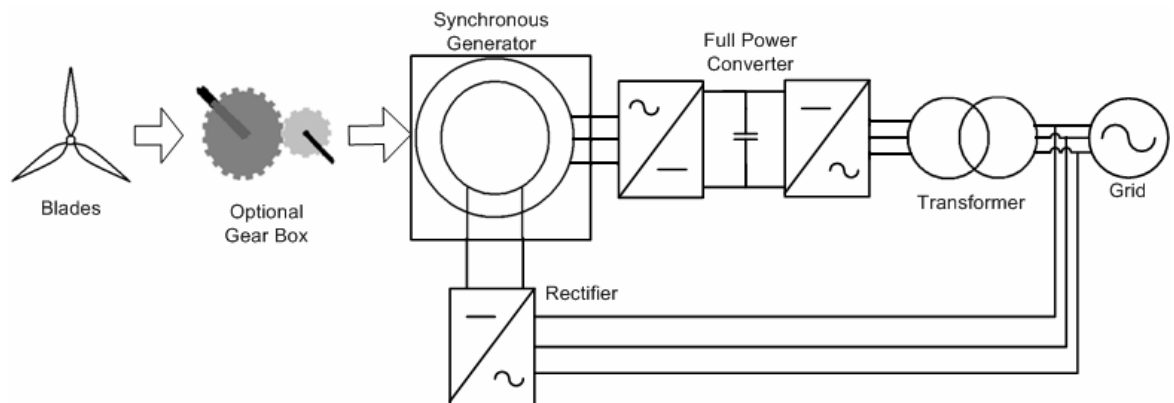 Synchronous
Generator
Full Power
Converter
Blades
Optional
Gear Box
Transformer
Grid
Rectifier